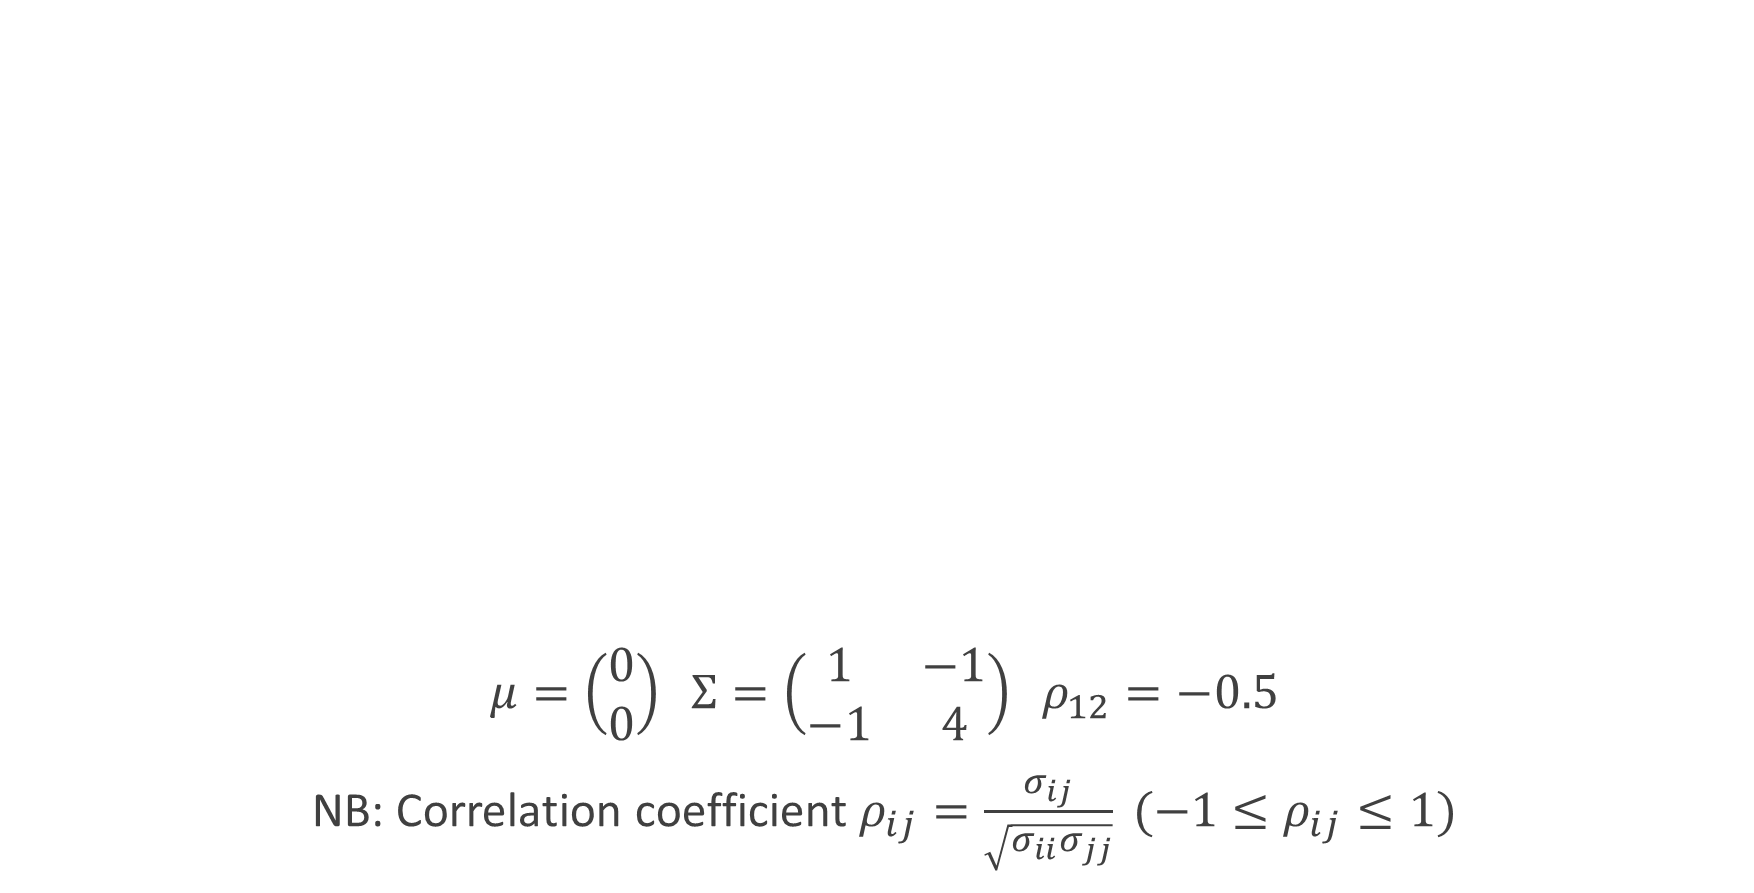 μ = (0 0) Σ = (1 −1 −1 4) ρ₁₂ = −0.5
NB: Correlation coefficient ρᵢⱼ = σᵢⱼ / √σᵢᵢσⱼⱼ (−1 ≤ ρᵢⱼ ≤ 1)